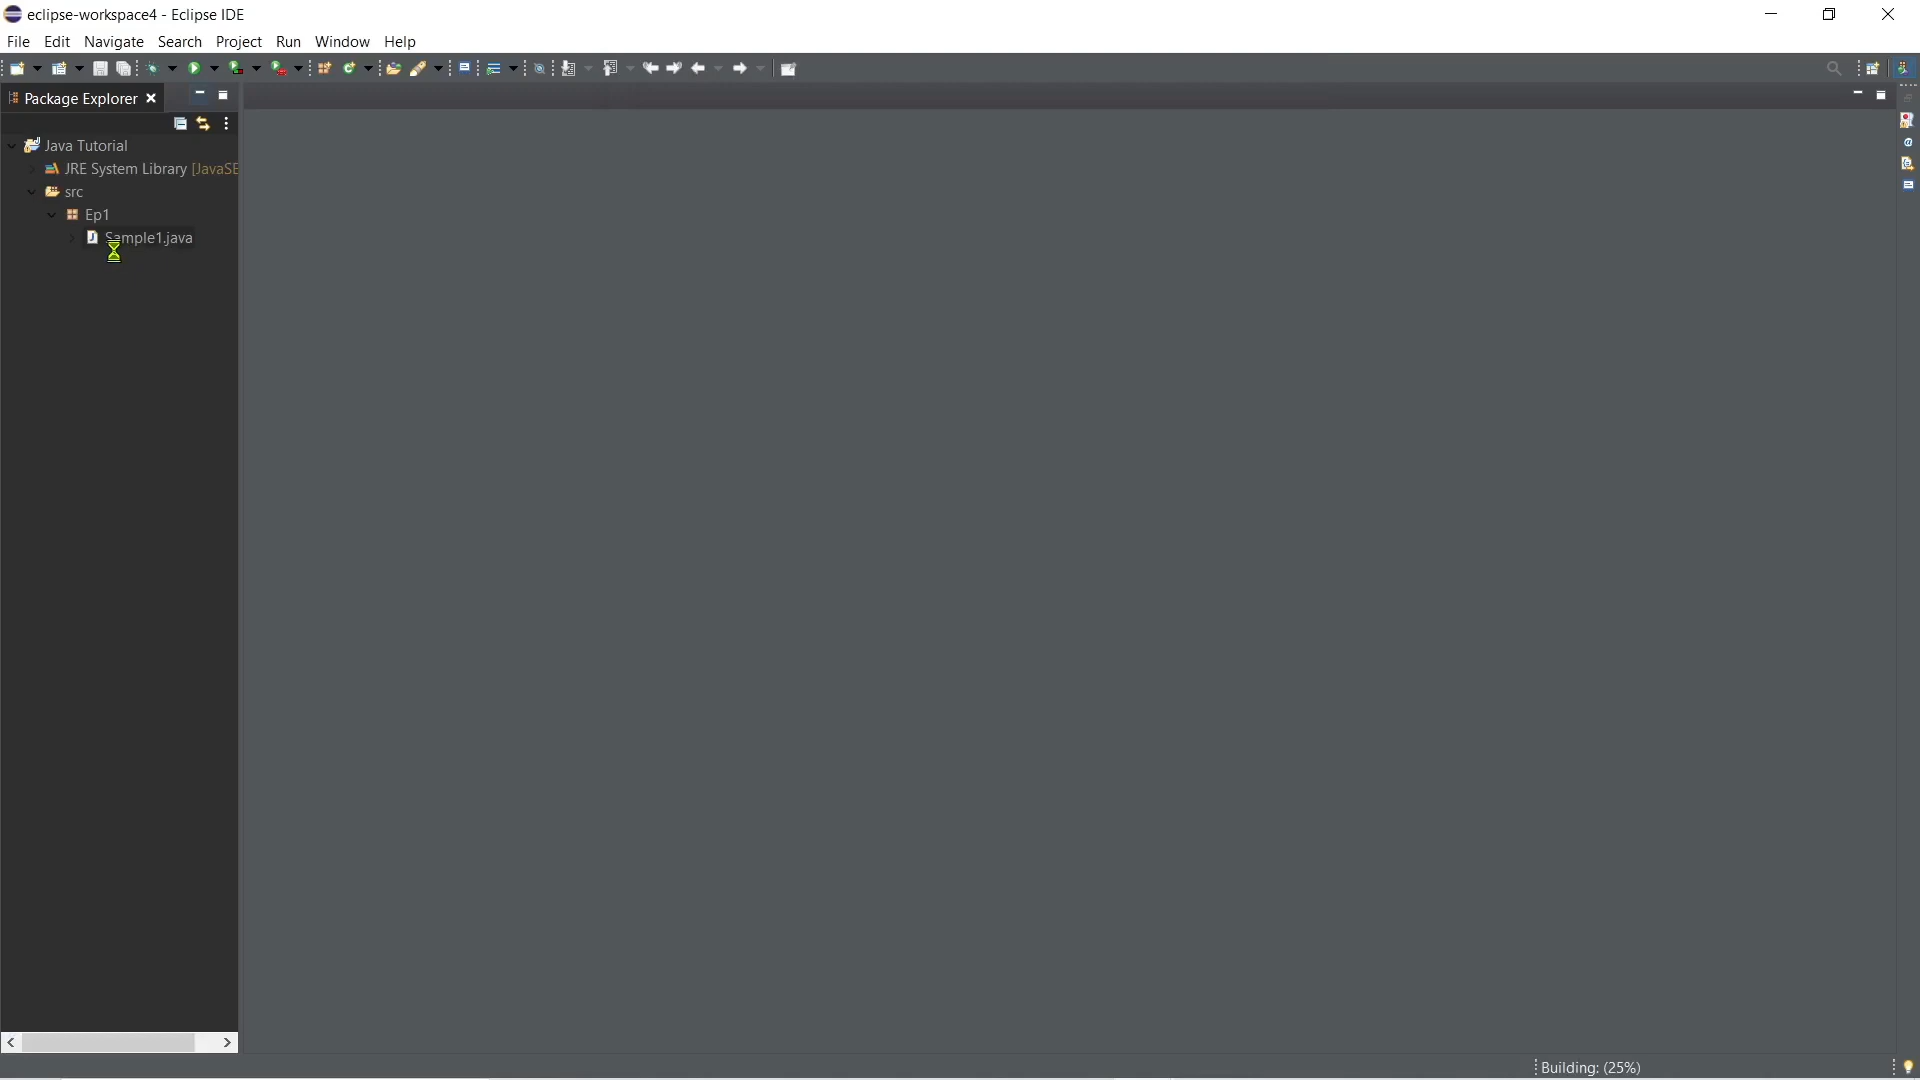 eclipse-workspace4 - Eclipse IDE
File Edit Navigate Search Project Run Window Help
Package Explorer
Java Tutorial
JRE System Library [JavaSE
src
Ep1
Sample1.java
Building: (25%)